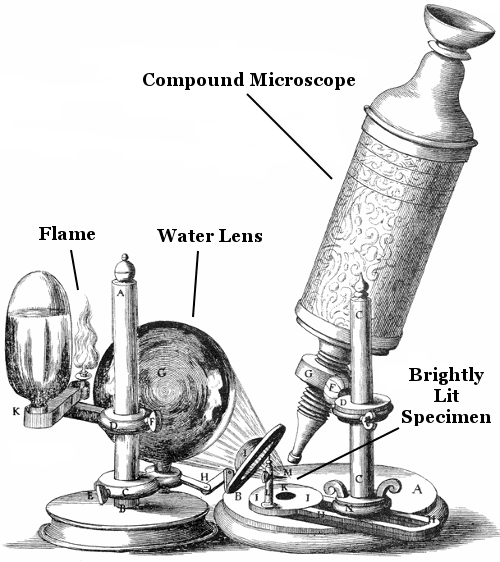 Compound Microscope
Flame
Water Lens
Brightly
Lit
Specimen
A
C
G
G
F
K
D
F
D
H
I
M
B
K
I
I
C
C
A
E
B
H